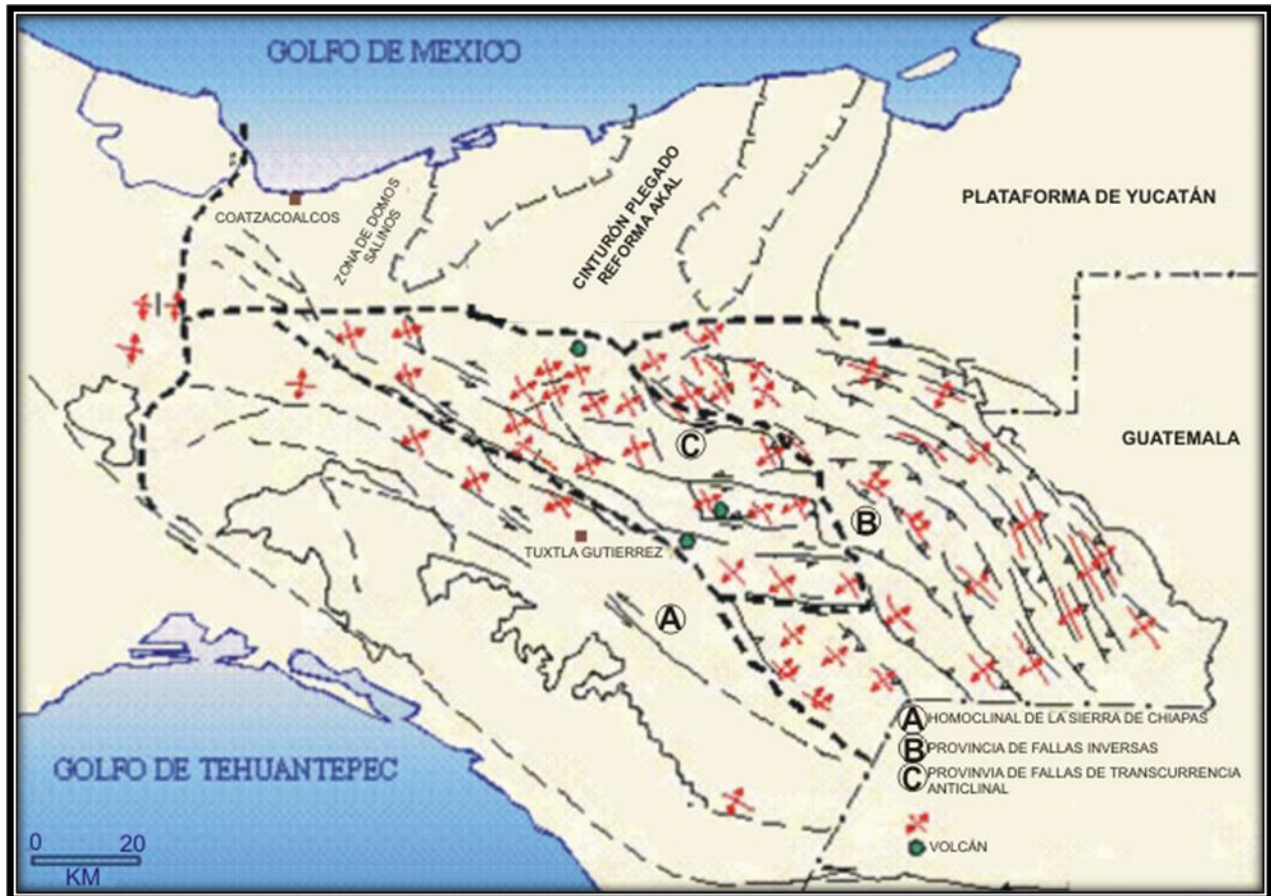 GOLFO DE MEXICO
COATZACOALCOS
ZONA DE DOMOS
SALINOS
CINTURÓN PLEGADO
REFORMA AKAL
PLATAFORMA DE YUCATÁN
GUATEMALA
C
B
TUXTLA GUTIERREZ
A
A HOMOCLINAL DE LA SIERRA DE CHIAPAS
B PROVINCIA DE FALLAS INVERSAS
C PROVINVIA DE FALLAS DE TRANSCURRENCIA
ANTICLINAL
VOLCÁN
GOLFO DE TEHUANTEPEC
0 20
KM